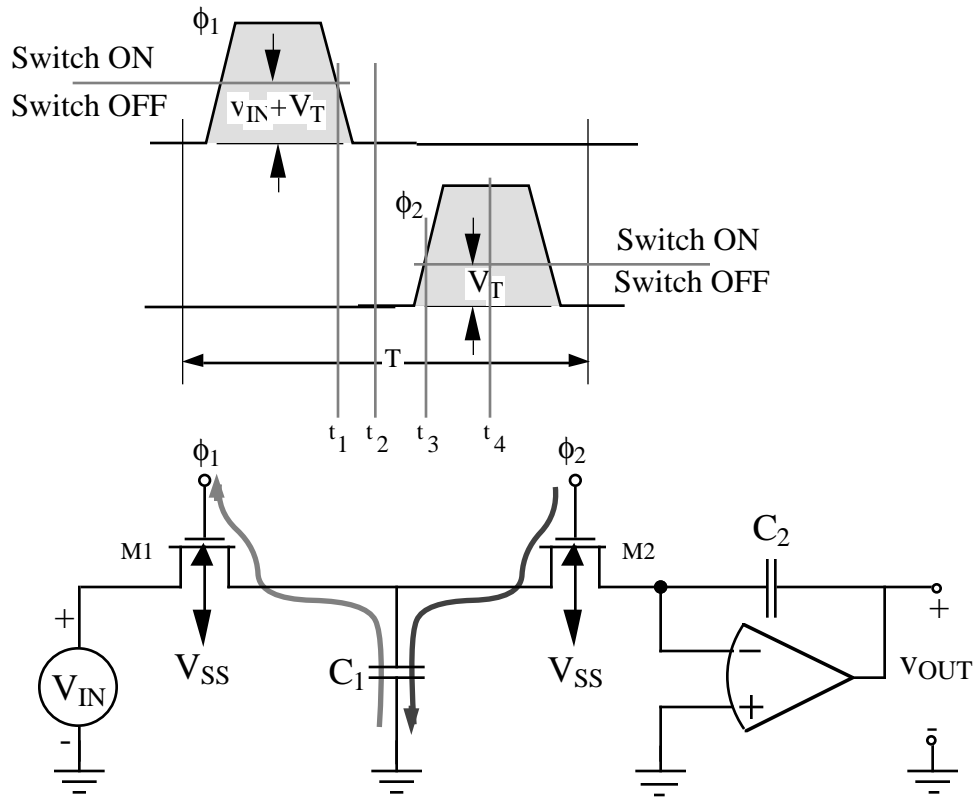 ϕ1
Switch ON
Switch OFF
vIN+VT
ϕ2
Switch ON
Switch OFF
VT
T
t1 t2 t3 t4
ϕ1
ϕ2
M1
M2
C2
+
VSS
C1
VSS
+
VIN
-
−
+
vOUT
-